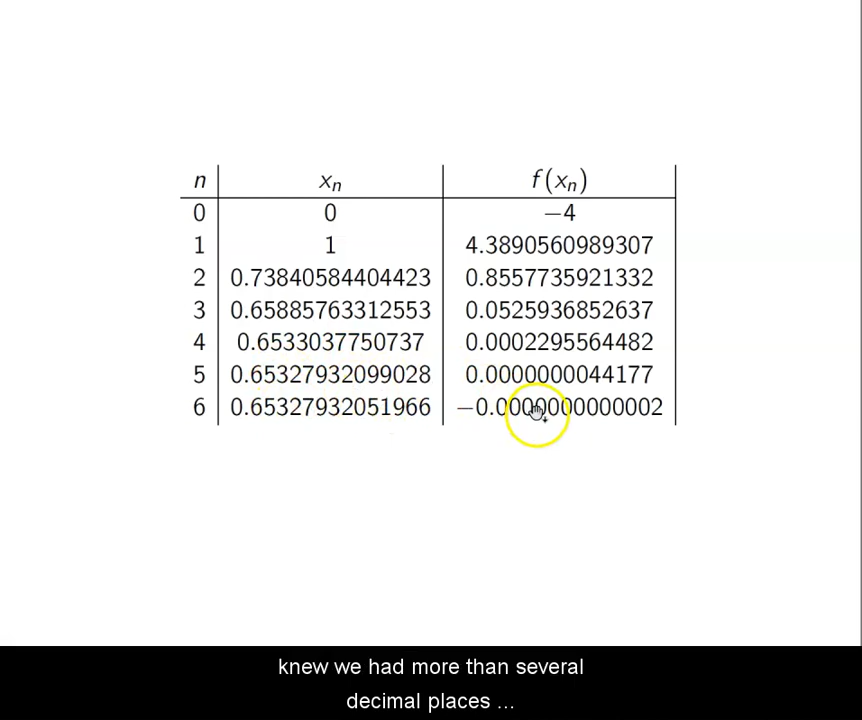 n xₙ f(xₙ)
0 0 −4
1 1 4.3890560989307
2 0.73840584404423 0.8557735921332
3 0.65885763312553 0.0525936852637
4 0.6533037750737 0.0002295564482
5 0.65327932099028 0.0000000044177
6 0.65327932051966 −0.0000000000002
knew we had more than several
decimal places ...